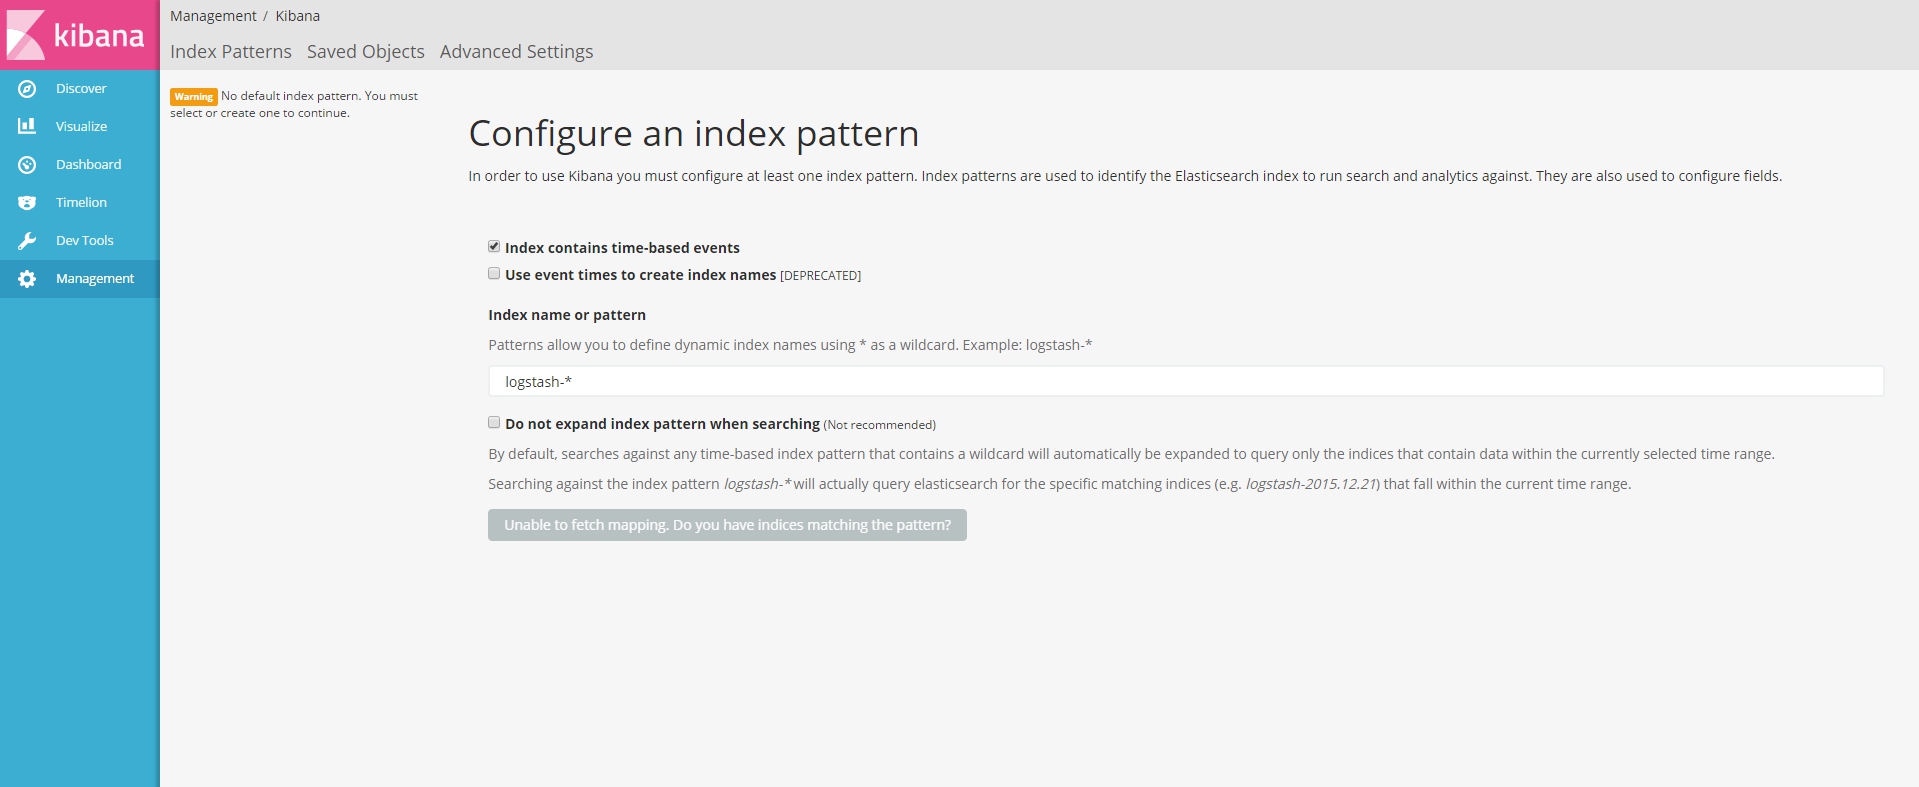 kibana
Management / Kibana
Index Patterns Saved Objects Advanced Settings
Discover
Visualize
Dashboard
Timelion
Dev Tools
Management
Warning No default index pattern. You must
select or create one to continue.
Configure an index pattern
In order to use Kibana you must configure at least one index pattern. Index patterns are used to identify the Elasticsearch index to run search and analytics against. They are also used to configure fields.
Index contains time-based events
Use event times to create index names [DEPRECATED]
Index name or pattern
Patterns allow you to define dynamic index names using * as a wildcard. Example: logstash-*
logstash-*
Do not expand index pattern when searching (Not recommended)
By default, searches against any time-based index pattern that contains a wildcard will automatically be expanded to query only the indices that contain data within the currently selected time range.
Searching against the index pattern logstash-* will actually query elasticsearch for the specific matching indices (e.g. logstash-2015.12.21) that fall within the current time range.
Unable to fetch mapping. Do you have indices matching the pattern?